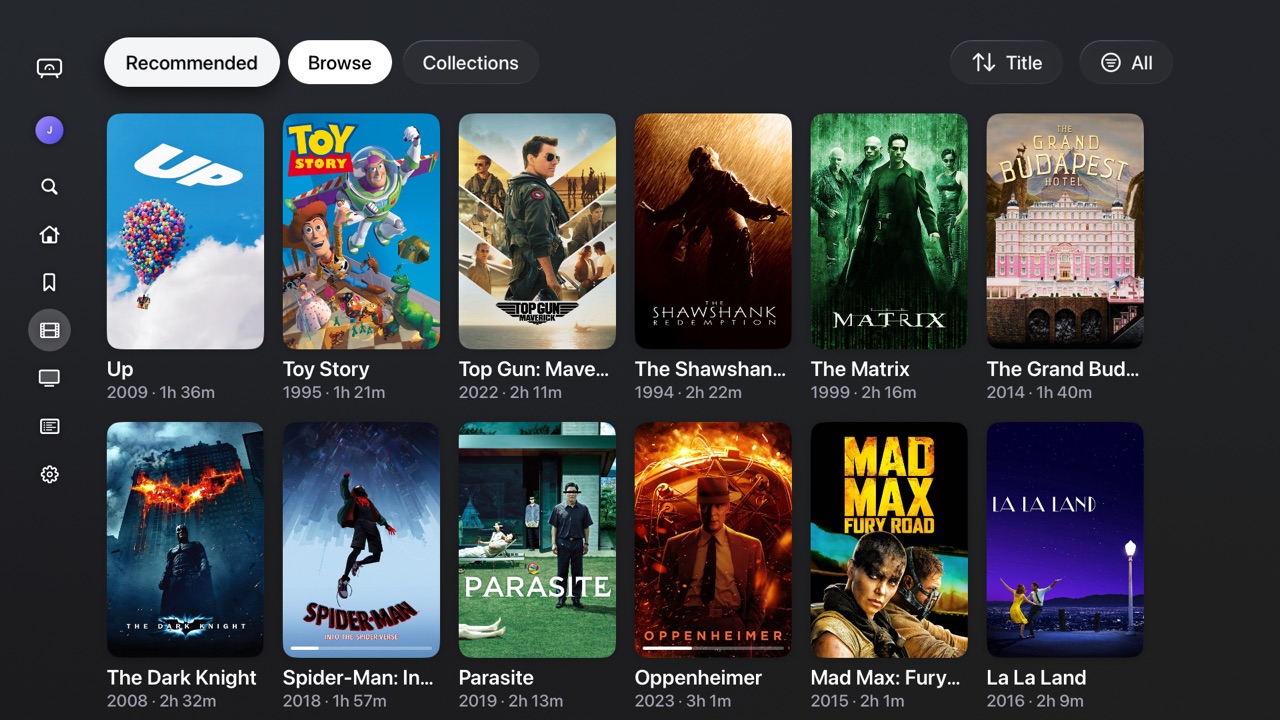 Recommended
Browse
Collections
Title
All
J
UP
TOY
STORY
TOP GUN
MAVERICK
THE
SHAWSHANK
REDEMPTION
THE
MATRIX
THE
GRAND
BUDAPEST
HOTEL
Up
Toy Story
Top Gun: Mave...
The Shawshan...
The Matrix
The Grand Bud...
2009 · 1h 36m
1995 · 1h 21m
2022 · 2h 11m
1994 · 2h 22m
1999 · 2h 16m
2014 · 1h 40m
THE DARK KNIGHT
SPIDER-MAN
INTO THE SPIDER-VERSE
PARASITE
OPPENHEIMER
MAD
MAX
FURY ROAD
LA LA LAND
The Dark Knight
Spider-Man: In...
Parasite
Oppenheimer
Mad Max: Fury...
La La Land
2008 · 2h 32m
2018 · 1h 57m
2019 · 2h 13m
2023 · 3h 1m
2015 · 2h 1m
2016 · 2h 9m